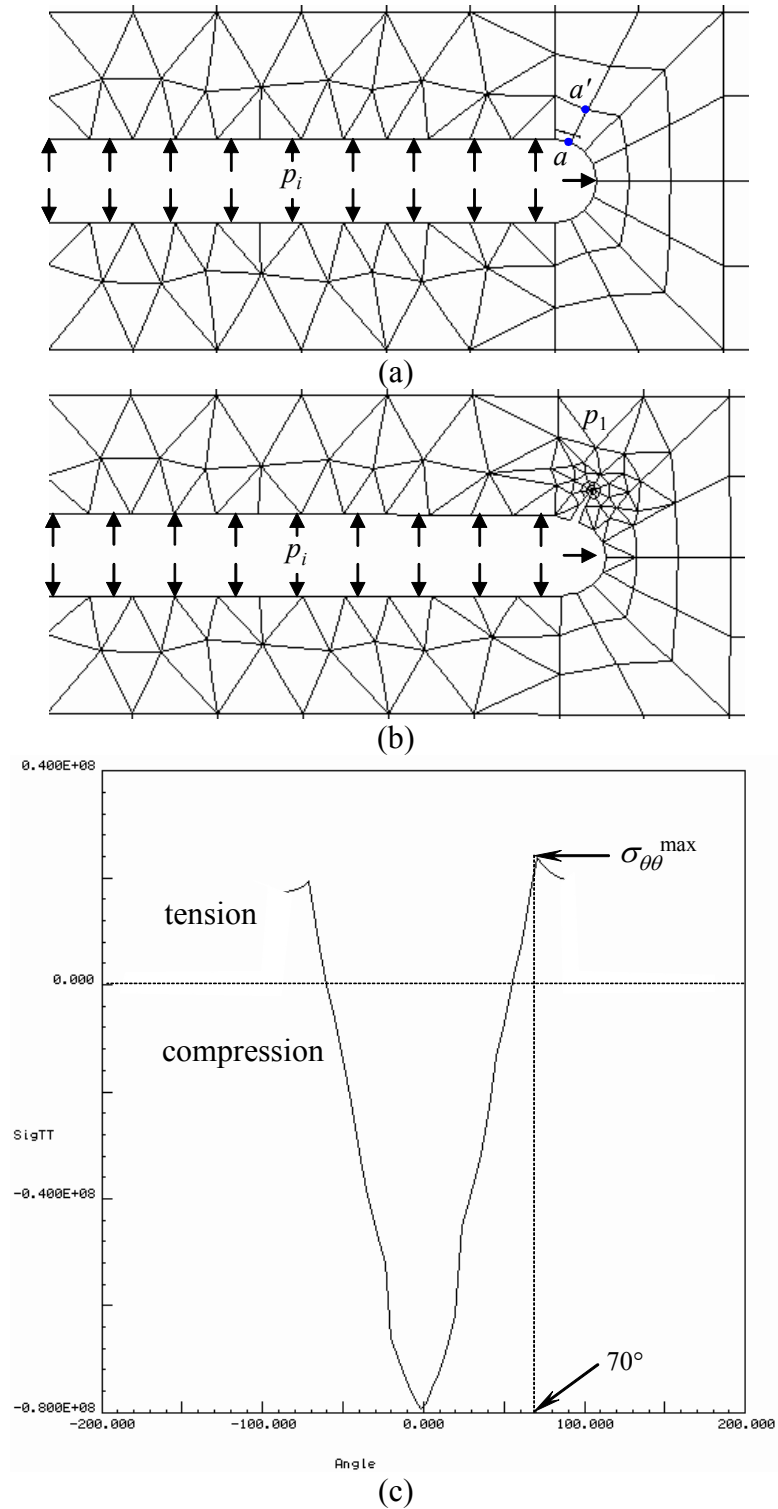 a′
a
p_i
(a)
p_1
p_i
(b)
0.400E+08
σ_θθ^max
tension
0.000
compression
SigTT
-0.400E+08
70°
-0.800E+08
-200.000 -100.000 0.000 100.000 200.000
Angle
(c)